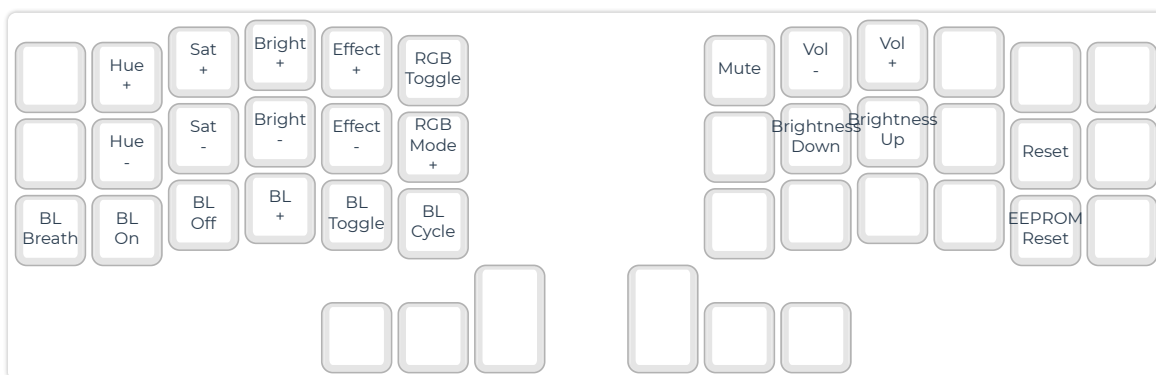 Hue
+
Sat
+
Bright
+
Effect
+
RGB
Toggle
Mute
Vol
-
Vol
+
Hue
-
Sat
-
Bright
-
Effect
-
RGB
Mode
+
Brightness
Down
Brightness
Up
Reset
BL
Breath
BL
On
BL
Off
BL
+
BL
Toggle
BL
Cycle
EEPROM
Reset